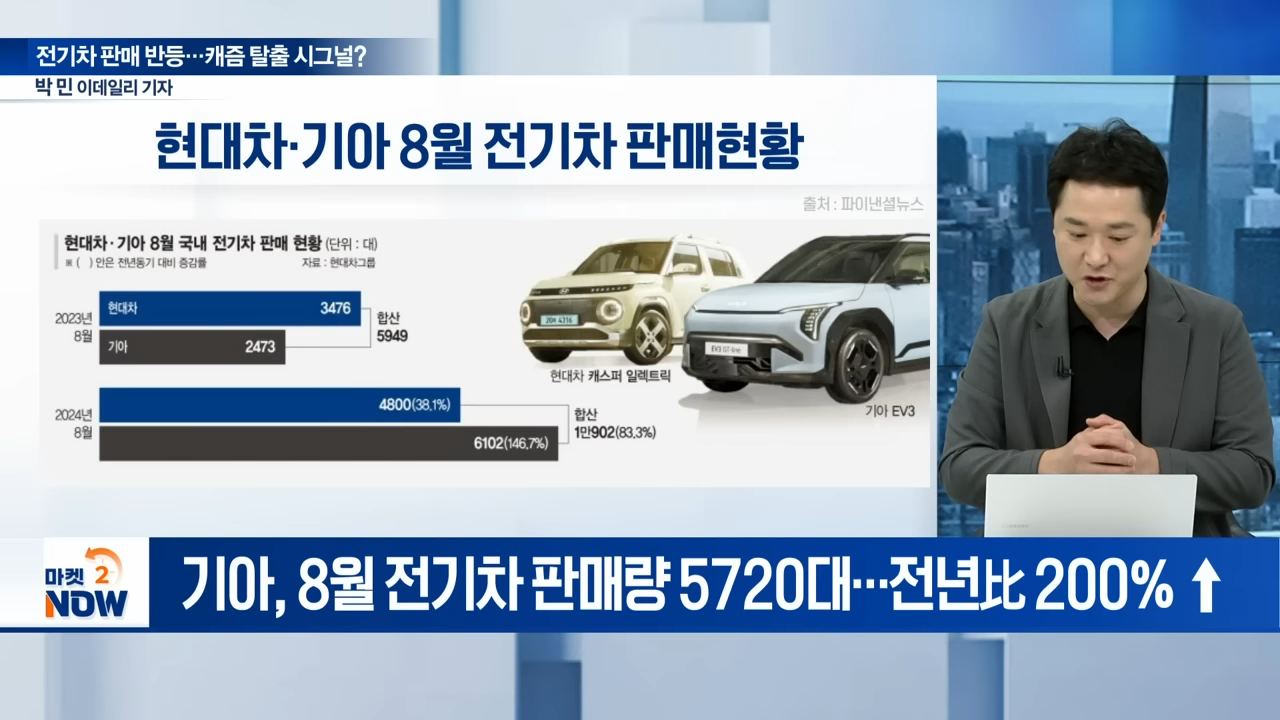 전기차 판매 반등…캐즘 탈출 시그널?
박 민 이데일리 기자
현대차·기아 8월 전기차 판매현황
출처 : 파이낸셜뉴스
현대차·기아 8월 국내 전기차 판매 현황 (단위 : 대)
※ ( ) 안은 전년동기 대비 증감률 자료 : 현대차그룹
2023년 8월
현대차 3476
기아 2473
합산 5949
2024년 8월
4800(38.1%)
6102(146.7%)
합산
1만902(83.3%)
20버 4316
현대차 캐스퍼 일렉트릭
EV3 GT-line
기아 EV3
마켓 2
NOW
기아, 8월 전기차 판매량 5720대…전년比 200% ↑